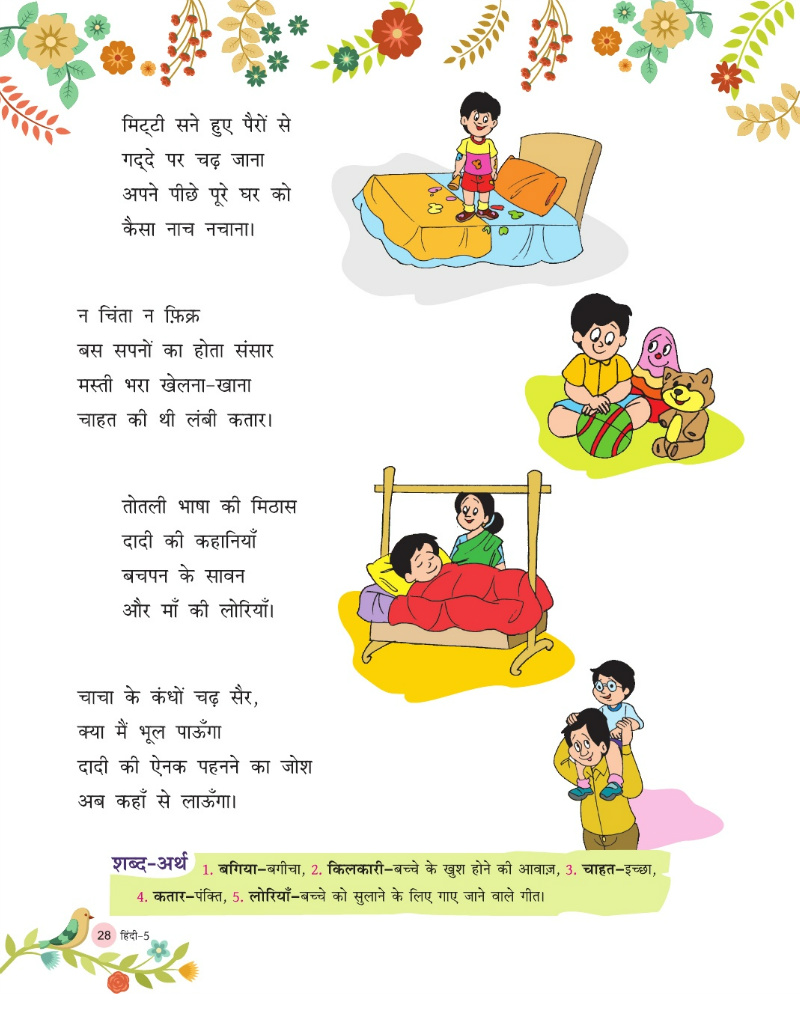 मिट्टी सने हुए पैरों से
गद्दे पर चढ़ जाना
अपने पीछे पूरे घर को
कैसा नाच नचाना।
न चिंता न फ़िक्र
बस सपनों का होता संसार
मस्ती भरा खेलना-खाना
चाहत की थी लंबी कतार।
तोतली भाषा की मिठास
दादी की कहानियाँ
बचपन के सावन
और माँ की लोरियाँ।
चाचा के कंधों चढ़ सैर,
क्या मैं भूल पाऊँगा
दादी की ऐनक पहनने का जोश
अब कहाँ से लाऊँगा।
शब्द-अर्थ 1. बगिया–बगीचा, 2. किलकारी–बच्चे के खुश होने की आवाज़, 3. चाहत–इच्छा,
4. कतार–पंक्ति, 5. लोरियाँ–बच्चे को सुलाने के लिए गाए जाने वाले गीत।
28 हिंदी-5